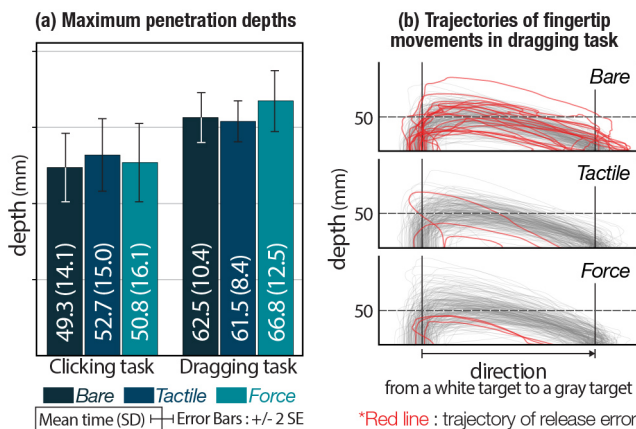 (a) Maximum penetration depths
depth (mm)
49.3 (14.1)
52.7 (15.0)
50.8 (16.1)
62.5 (10.4)
61.5 (8.4)
66.8 (12.5)
Clicking task
Dragging task
Bare
Tactile
Force
Mean time (SD)
Error Bars : +/- 2 SE
(b) Trajectories of fingertip
movements in dragging task
Bare
50
Tactile
50
depth (mm)
Force
50
direction
from a white target to a gray target
*Red line : trajectory of release error